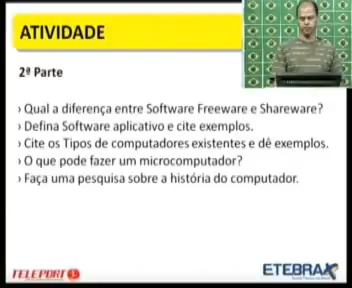 ATIVIDADE
2ª Parte
› Qual a diferença entre Software Freeware e Shareware?
› Defina Software aplicativo e cite exemplos.
› Cite os Tipos de computadores existentes e dê exemplos.
› O que pode fazer um microcomputador?
› Faça uma pesquisa sobre a história do computador.
TELEPORT
ETEBRAX